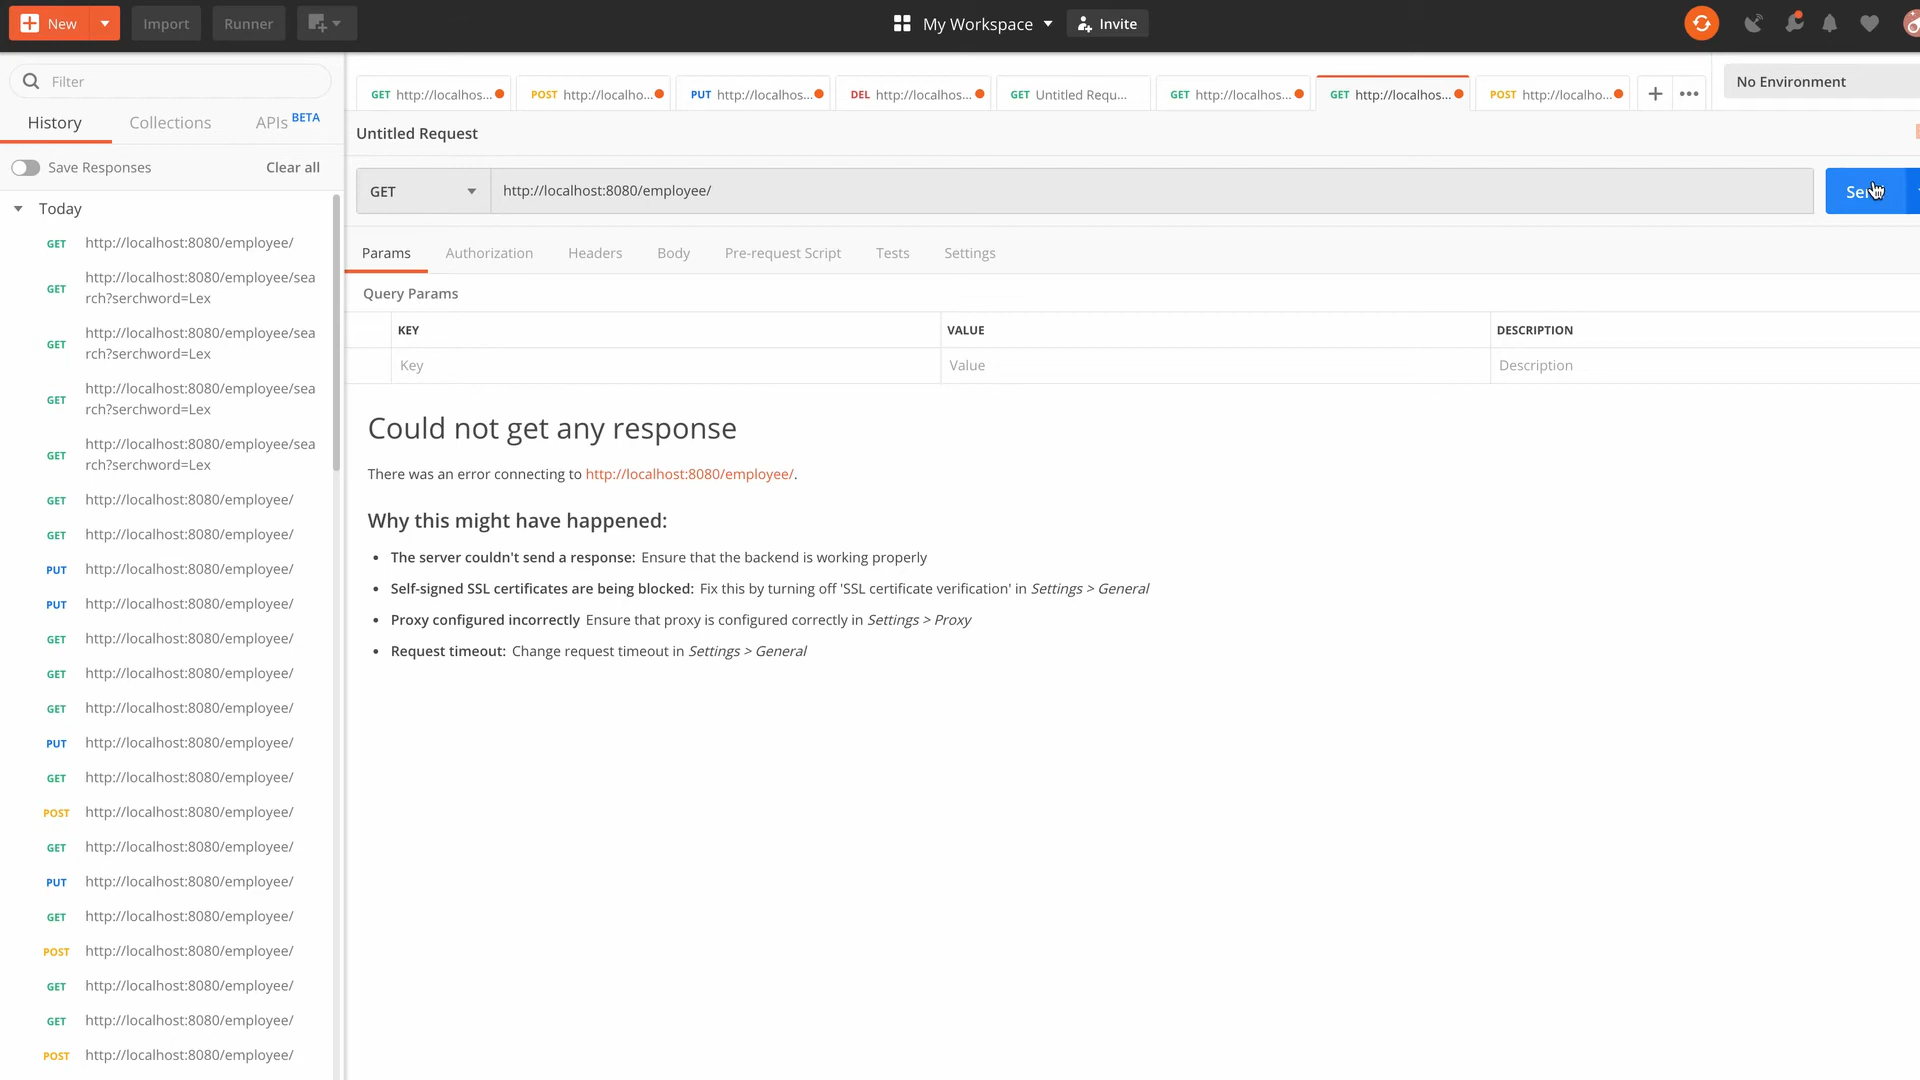 New
Import
Runner
My Workspace
Invite
Filter
History
Collections
APIs BETA
Save Responses
Clear all
Today
GET http://localhost:8080/employee/
GET http://localhost:8080/employee/sea
rch?serchword=Lex
GET http://localhost:8080/employee/sea
rch?serchword=Lex
GET http://localhost:8080/employee/sea
rch?serchword=Lex
GET http://localhost:8080/employee/sea
rch?serchword=Lex
GET http://localhost:8080/employee/
GET http://localhost:8080/employee/
PUT http://localhost:8080/employee/
PUT http://localhost:8080/employee/
GET http://localhost:8080/employee/
GET http://localhost:8080/employee/
GET http://localhost:8080/employee/
PUT http://localhost:8080/employee/
GET http://localhost:8080/employee/
POST http://localhost:8080/employee/
GET http://localhost:8080/employee/
PUT http://localhost:8080/employee/
GET http://localhost:8080/employee/
POST http://localhost:8080/employee/
GET http://localhost:8080/employee/
GET http://localhost:8080/employee/
POST http://localhost:8080/employee/
GET http://localhos...
POST http://localho...
PUT http://localhos...
DEL http://localhos...
GET Untitled Requ...
GET http://localhos...
GET http://localhos...
POST http://localho...
No Environment
Untitled Request
GET
http://localhost:8080/employee/
Params
Authorization
Headers
Body
Pre-request Script
Tests
Settings
Query Params
KEY
VALUE
DESCRIPTION
Key
Value
Description
Could not get any response
There was an error connecting to http://localhost:8080/employee/.
Why this might have happened:
• The server couldn't send a response: Ensure that the backend is working properly
• Self-signed SSL certificates are being blocked: Fix this by turning off 'SSL certificate verification' in Settings > General
• Proxy configured incorrectly Ensure that proxy is configured correctly in Settings > Proxy
• Request timeout: Change request timeout in Settings > General